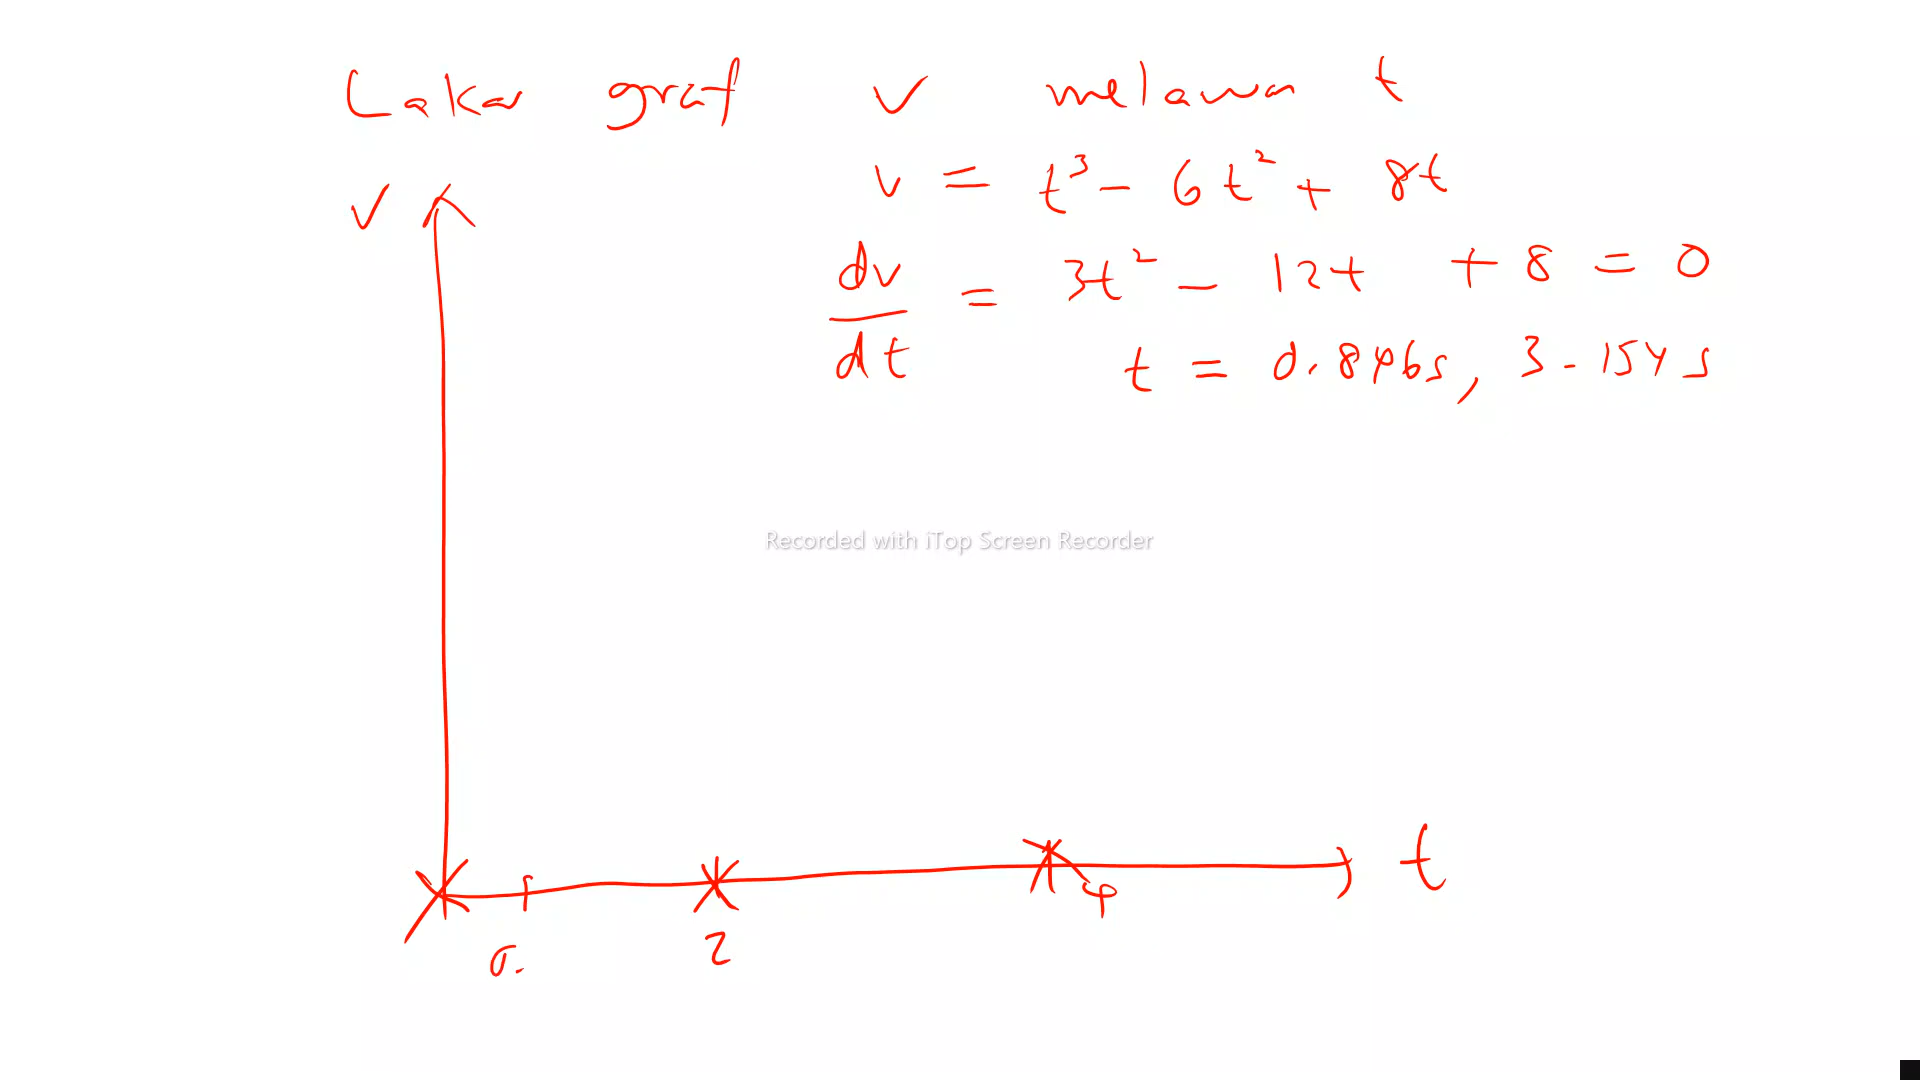 Lakar graf v melawan t
v = t³ - 6t² + 8t
v
dv/dt = 3t² - 12t + 8 = 0
t = 0.846s, 3.154s
Recorded with iTop Screen Recorder
t
4
0. 2